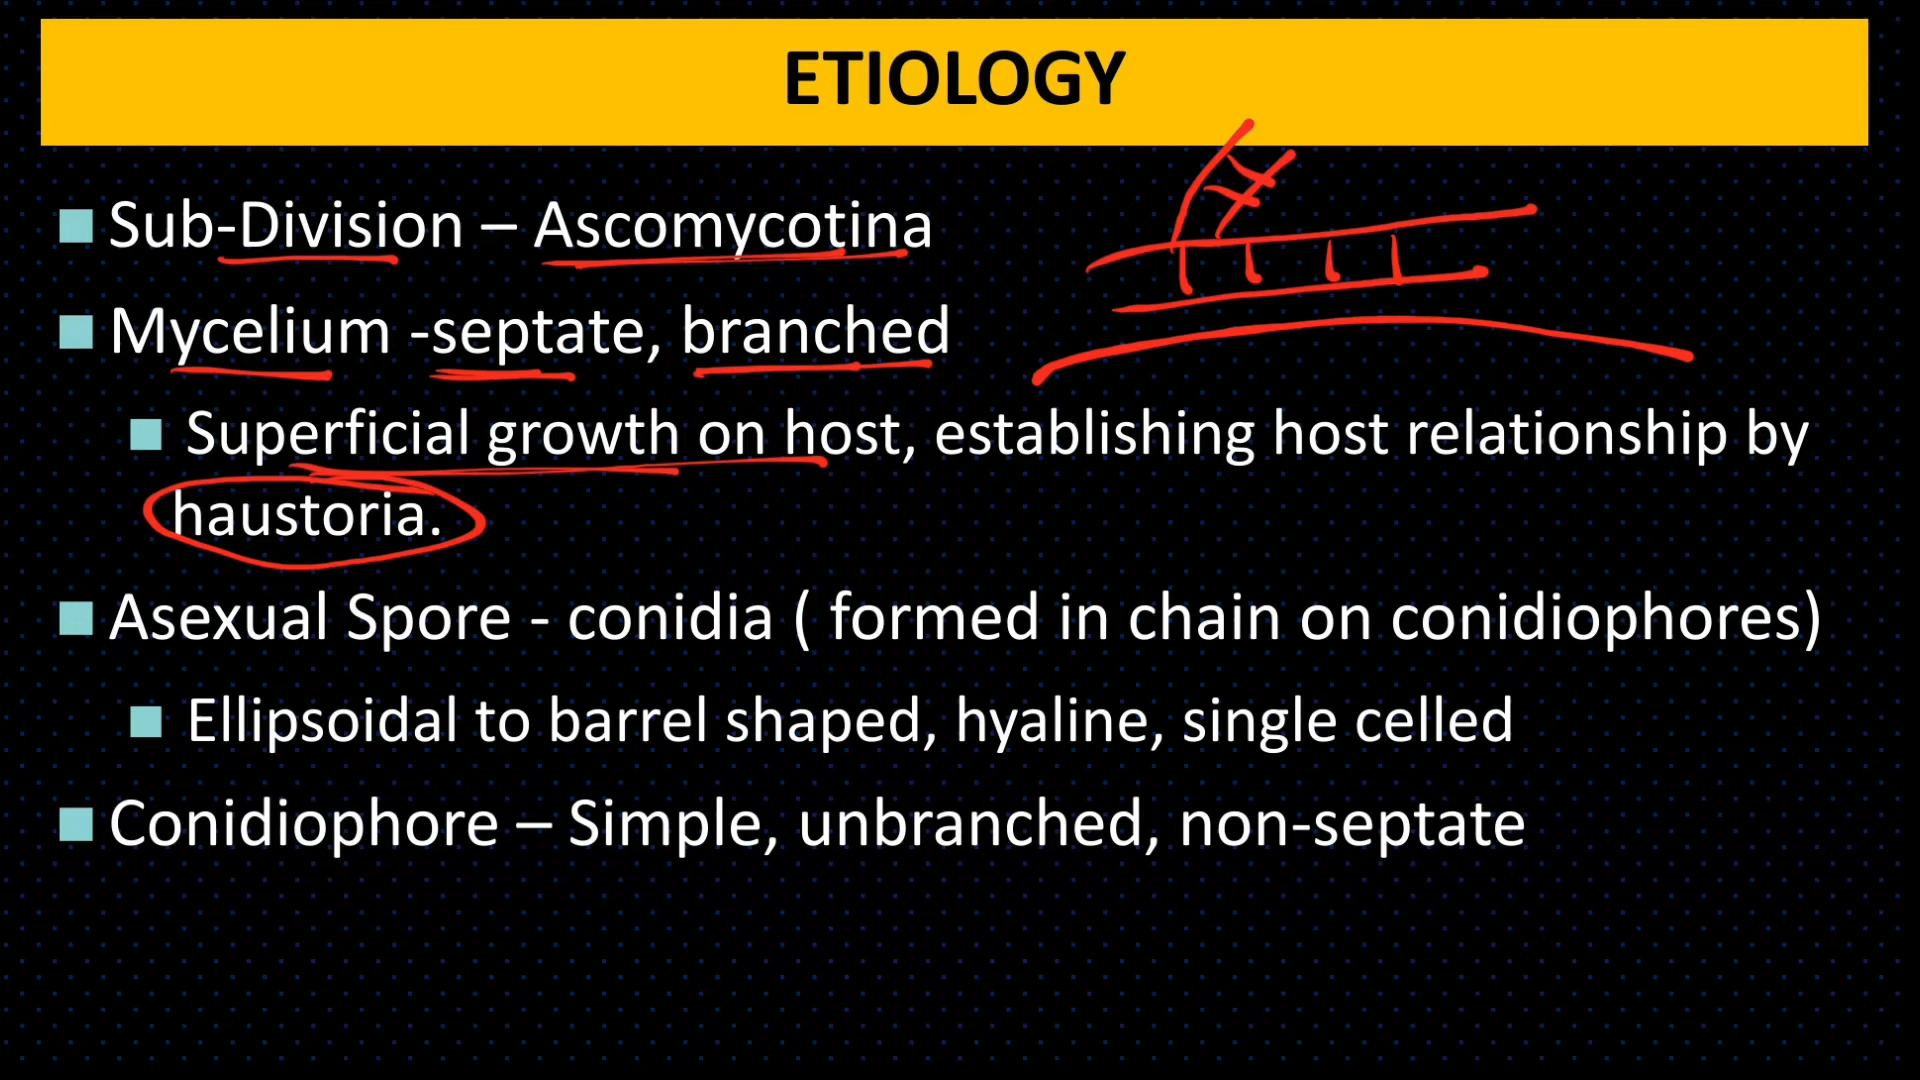 ETIOLOGY
Sub-Division – Ascomycotina
Mycelium -septate, branched
Superficial growth on host, establishing host relationship by
haustoria.
Asexual Spore - conidia ( formed in chain on conidiophores)
Ellipsoidal to barrel shaped, hyaline, single celled
Conidiophore – Simple, unbranched, non-septate